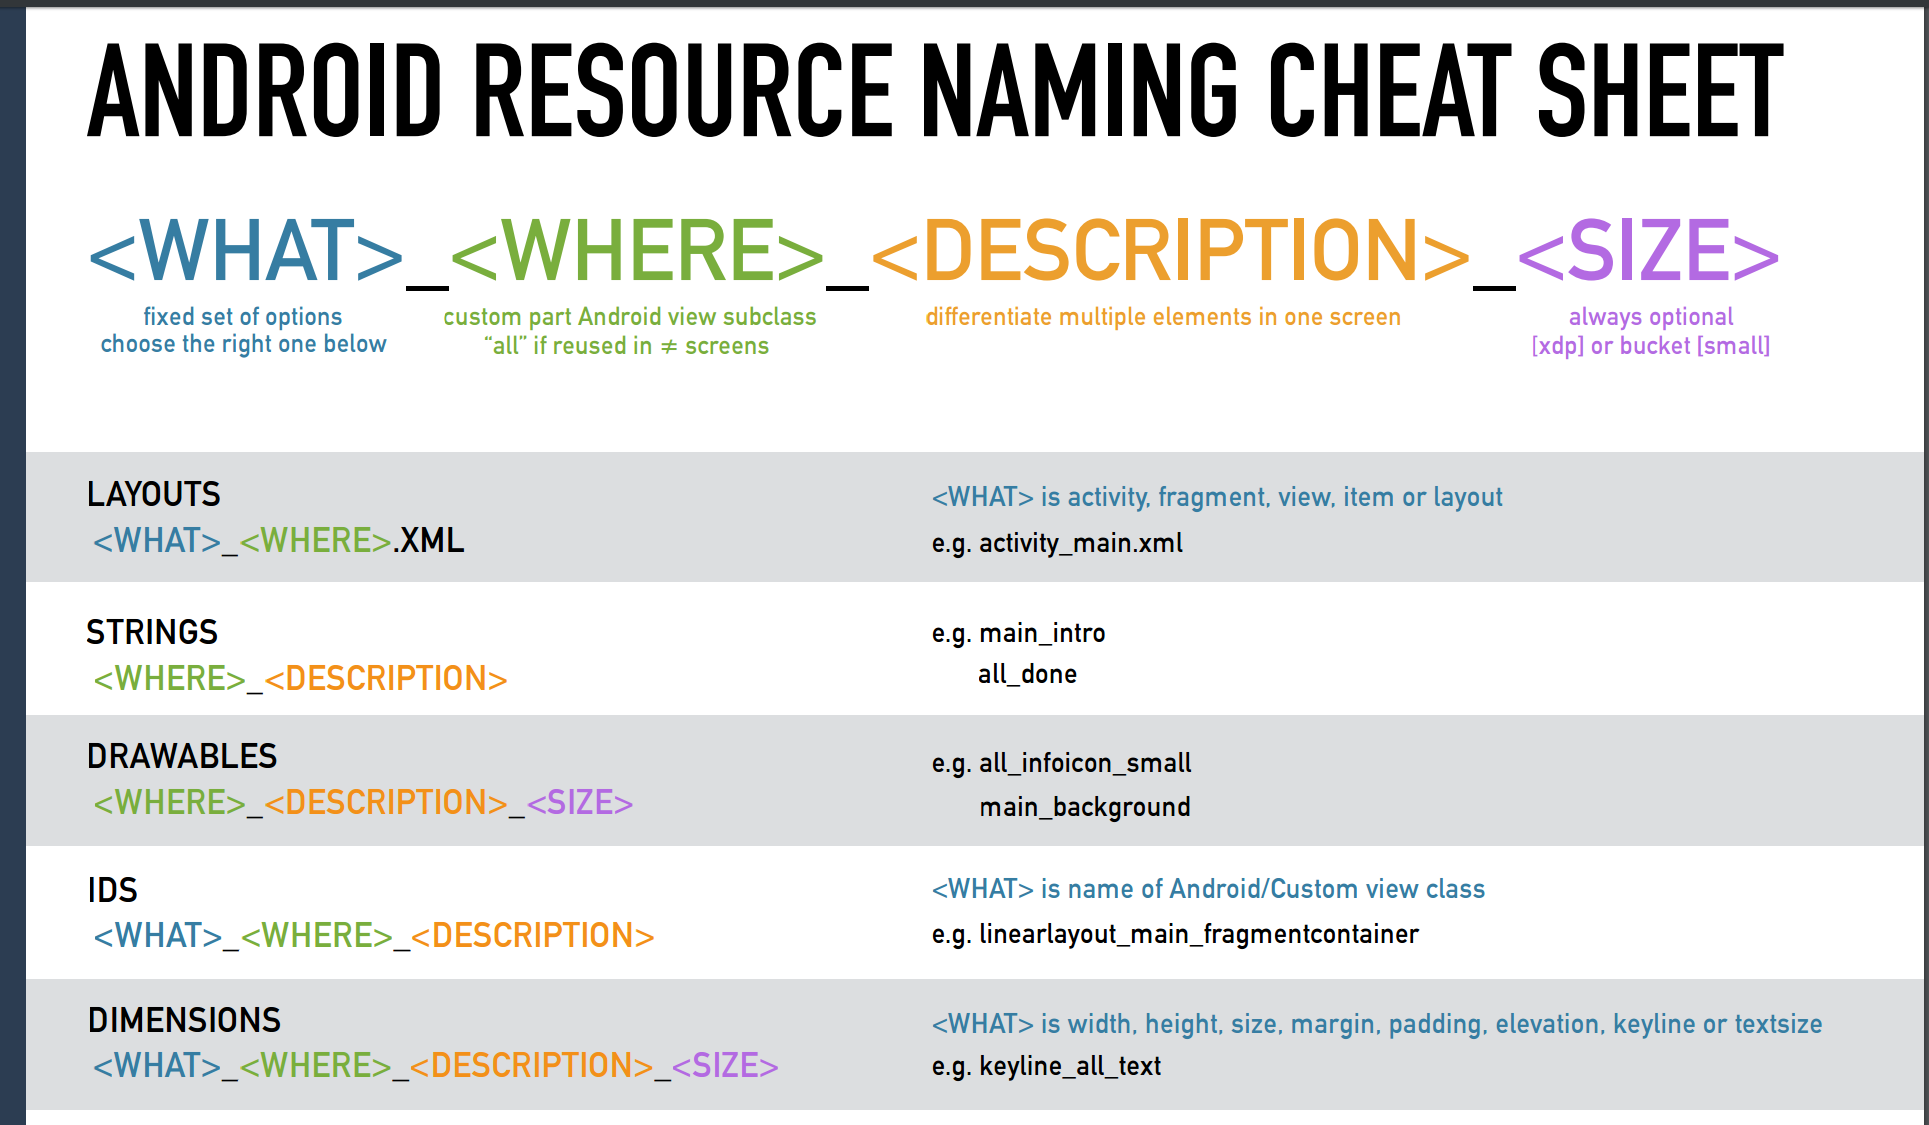 ANDROID RESOURCE NAMING CHEAT SHEET
<WHAT>_<WHERE>_<DESCRIPTION>_<SIZE>
fixed set of options
choose the right one below
custom part Android view subclass
“all” if reused in ≠ screens
differentiate multiple elements in one screen
always optional
[xdp] or bucket [small]
LAYOUTS
<WHAT>_<WHERE>.XML
<WHAT> is activity, fragment, view, item or layout
e.g. activity_main.xml
STRINGS
<WHERE>_<DESCRIPTION>
e.g. main_intro
all_done
DRAWABLES
<WHERE>_<DESCRIPTION>_<SIZE>
e.g. all_infoicon_small
main_background
IDS
<WHAT>_<WHERE>_<DESCRIPTION>
<WHAT> is name of Android/Custom view class
e.g. linearlayout_main_fragmentcontainer
DIMENSIONS
<WHAT>_<WHERE>_<DESCRIPTION>_<SIZE>
<WHAT> is width, height, size, margin, padding, elevation, keyline or textsize
e.g. keyline_all_text